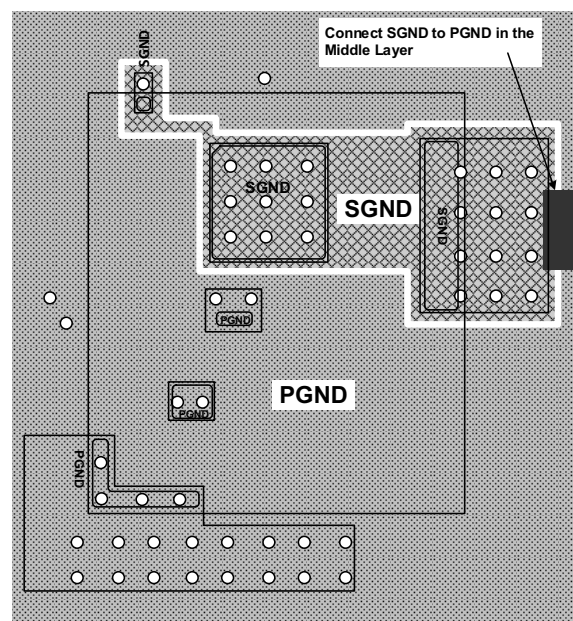 Connect SGND to PGND in the
Middle Layer
SGND
SGND
SGND
SGND
PGND
PGND
PGND
PGND